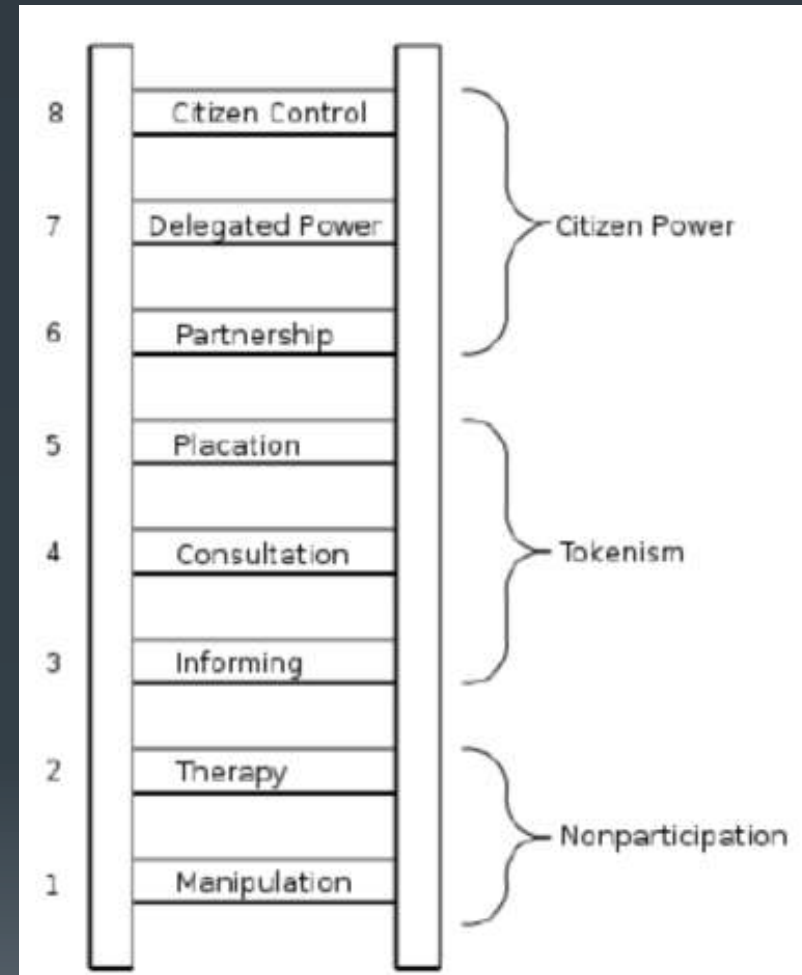 8 Citizen Control
7 Delegated Power
Citizen Power
6 Partnership
5 Placation
4 Consultation
Tokenism
3 Informing
2 Therapy
Nonparticipation
1 Manipulation